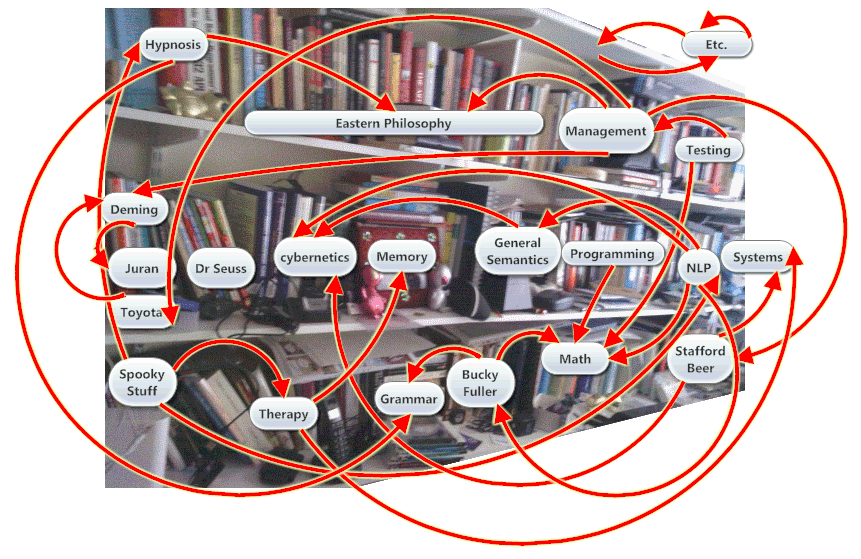 Hypnosis
Etc.
Eastern Philosophy
Management
Testing
Deming
Juran
Dr Seuss
cybernetics
Memory
General
Semantics
Programming
NLP
Systems
Toyota
Spooky
Stuff
Therapy
Grammar
Bucky
Fuller
Math
Stafford
Beer